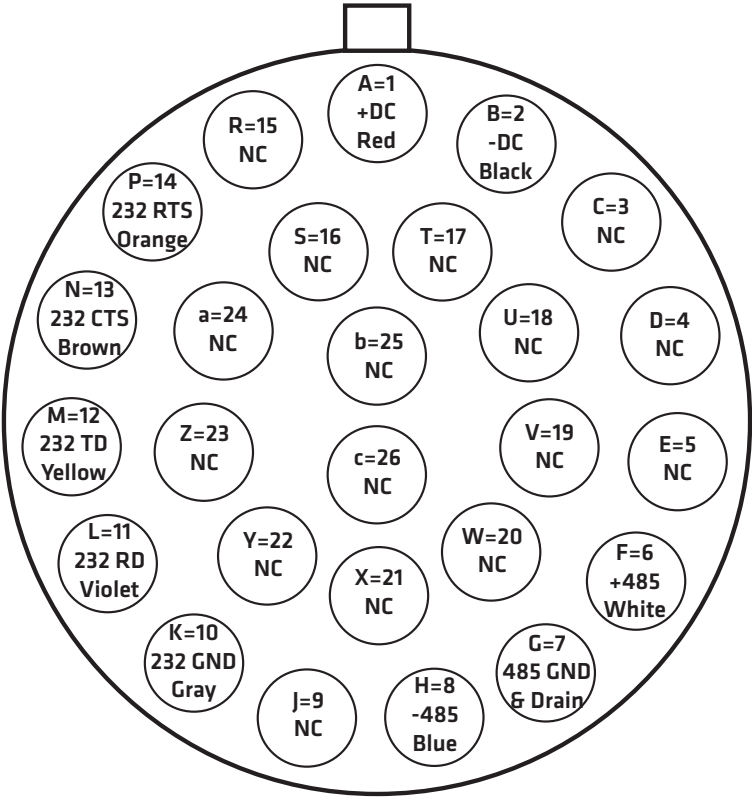 A=1
+DC
Red
B=2
-DC
Black
R=15
NC
P=14
232 RTS
Orange
C=3
NC
S=16
NC
T=17
NC
N=13
232 CTS
Brown
a=24
NC
b=25
NC
U=18
NC
D=4
NC
M=12
232 TD
Yellow
Z=23
NC
c=26
NC
V=19
NC
E=5
NC
L=11
232 RD
Violet
Y=22
NC
X=21
NC
W=20
NC
F=6
+485
White
K=10
232 GND
Gray
J=9
NC
H=8
-485
Blue
G=7
485 GND
& Drain